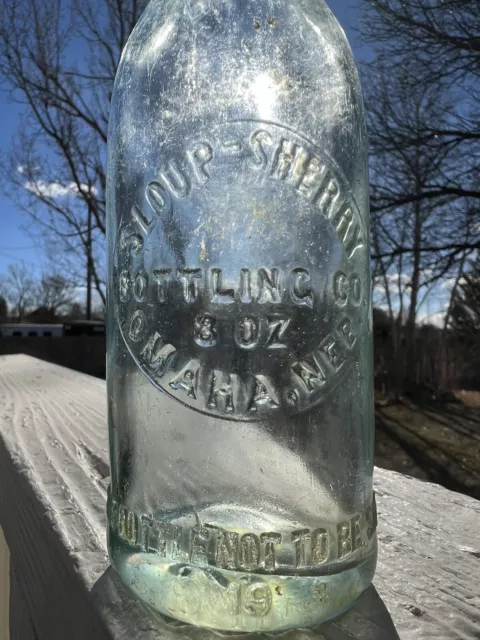 SLOUP-SHERRY
BOTTLING CO
8 OZ
OMAHA, NEB.
NOT TO BE
19